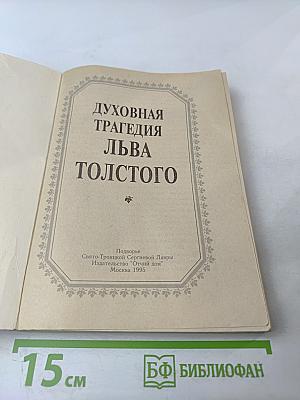 ДУХОВНАЯ
ТРАГЕДИЯ
ЛЬВА
ТОЛСТОГО
Подворье
Свято-Троицкой Сергиевой Лавры
Издательство "Отчий дом"
Москва 1995
15 см
БФ БИБЛИОФАН